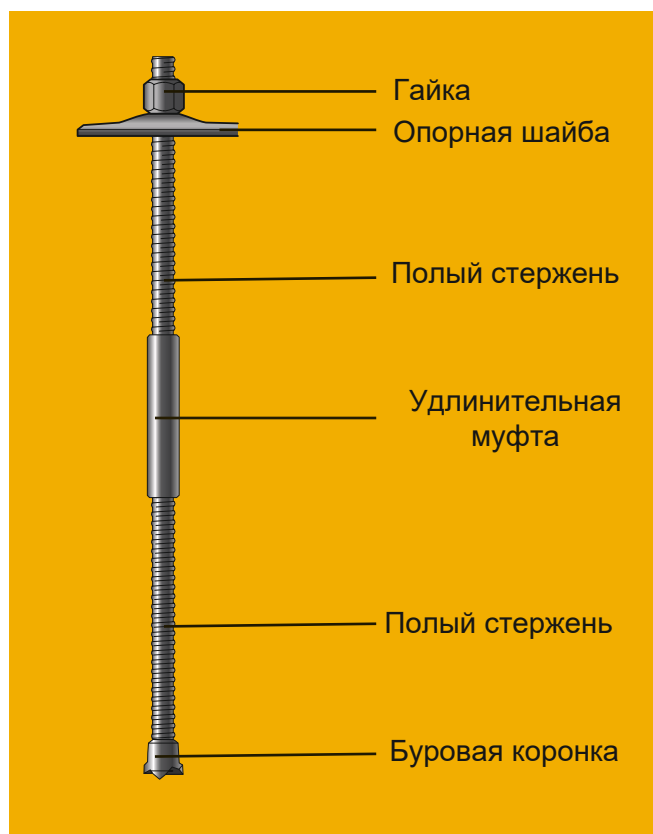 Гайка
Опорная шайба
Полый стержень
Удлинительная
муфта
Полый стержень
Буровая коронка